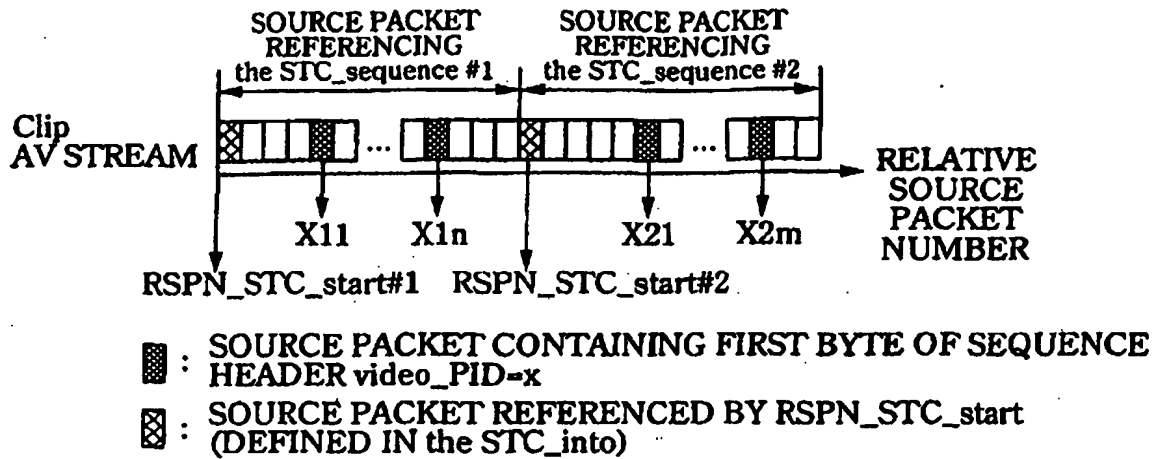 SOURCE PACKET
REFERENCING
the STC_sequence #1
SOURCE PACKET
REFERENCING
the STC_sequence #2
Clip
AV STREAM
...
...
RELATIVE
SOURCE
PACKET
NUMBER
X11
X1n
X21
X2m
RSPN_STC_start#1
RSPN_STC_start#2
: SOURCE PACKET CONTAINING FIRST BYTE OF SEQUENCE
HEADER video_PID=x
: SOURCE PACKET REFERENCED BY RSPN_STC_start
(DEFINED IN the STC_into)